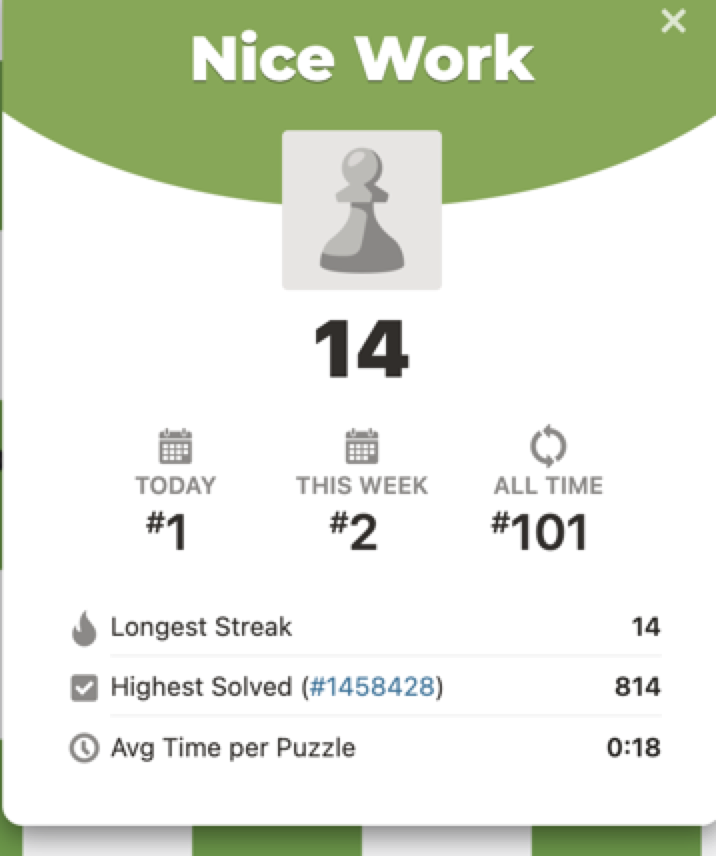 Nice Work
14
TODAY THIS WEEK ALL TIME
#1 #2 #101
Longest Streak 14
Highest Solved (#1458428) 814
Avg Time per Puzzle 0:18